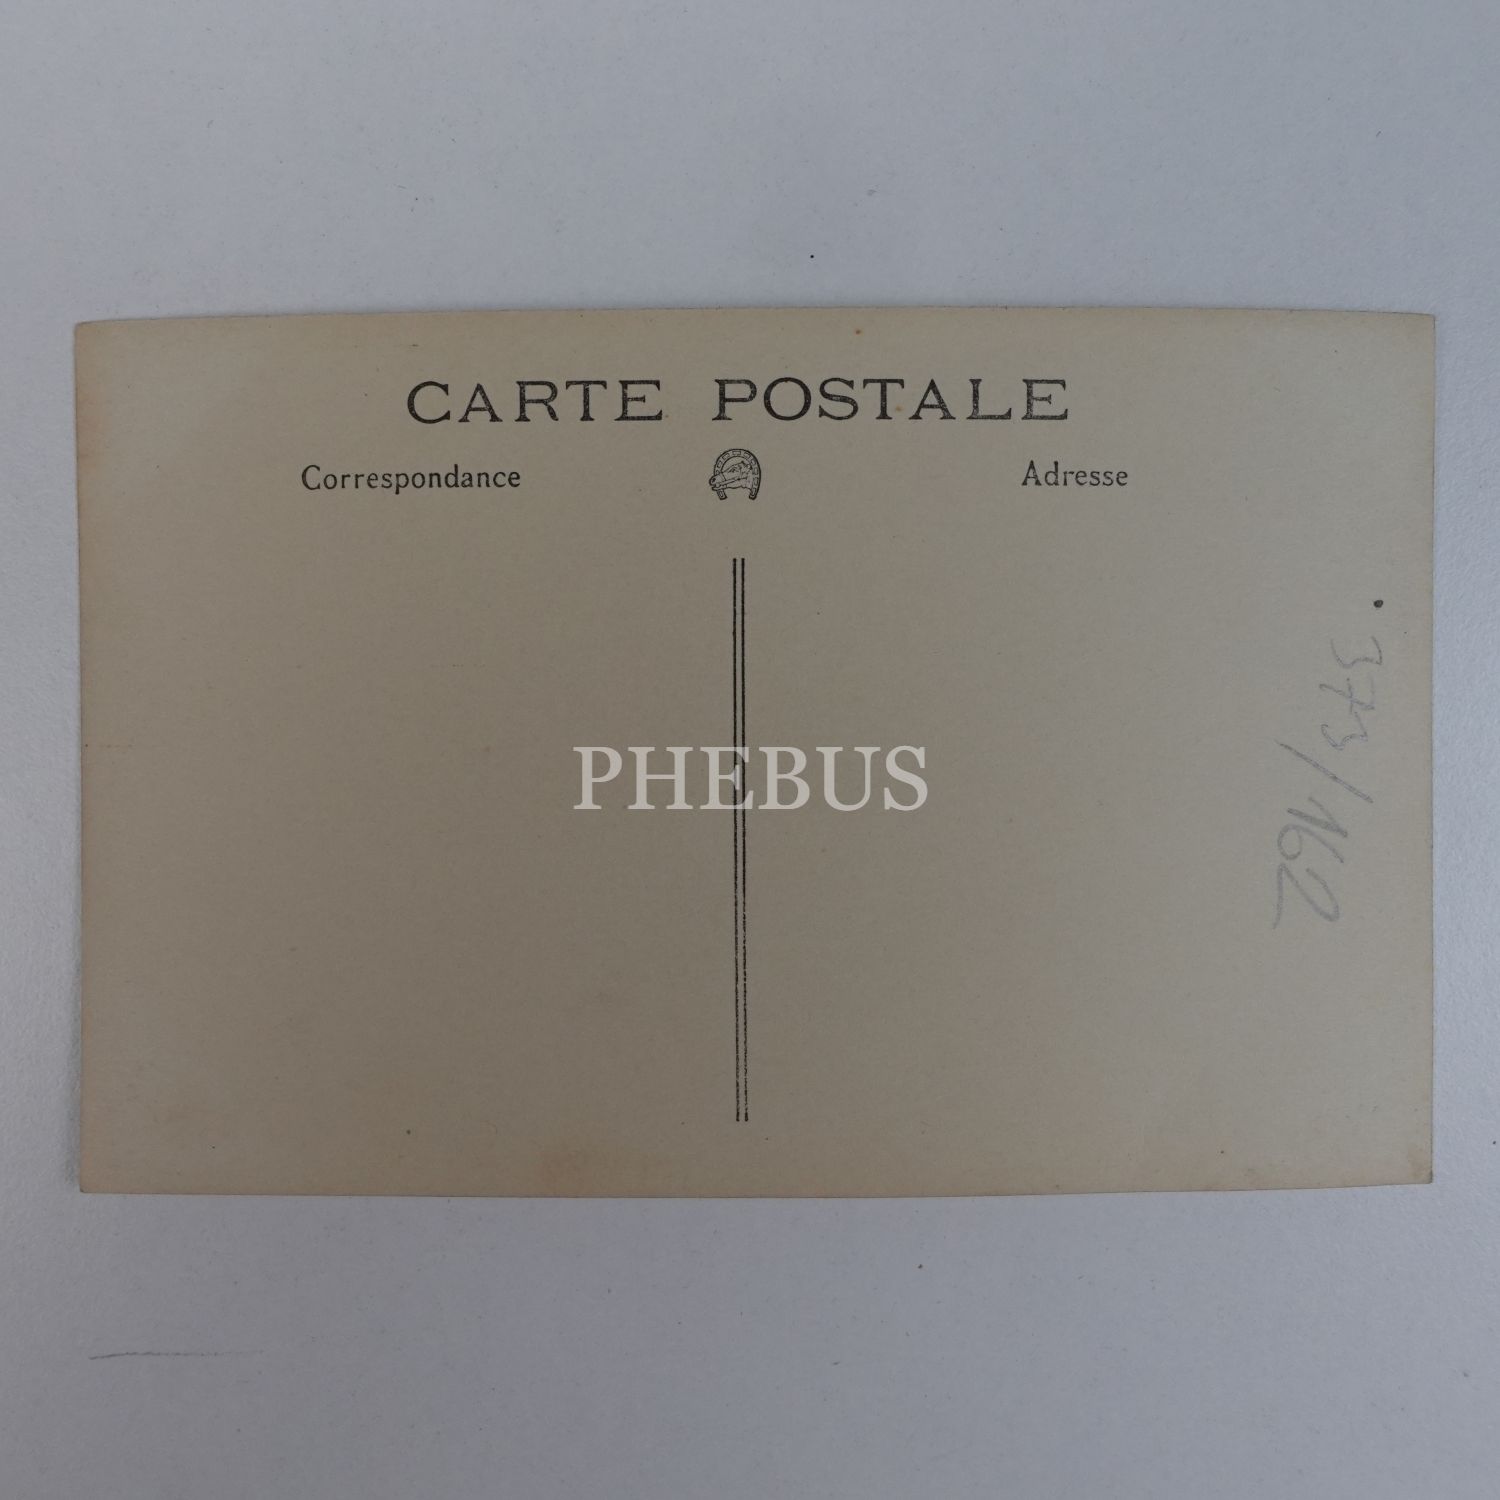 CARTE POSTALE
Correspondance
Adresse
373/162
PHEBUS